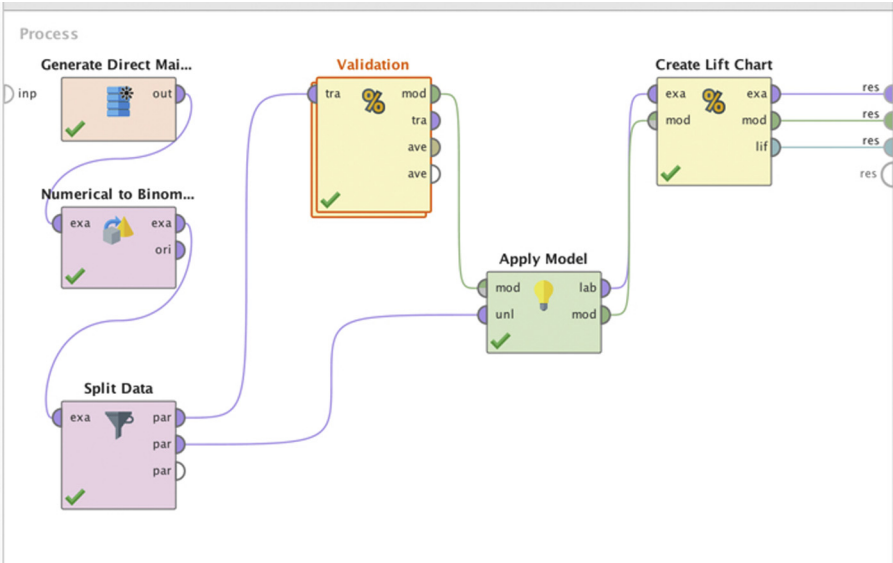 Process
inp
Generate Direct Mai...
out
Numerical to Binom...
exa exa
ori
Split Data
exa par
par
par
Validation
tra mod
tra
ave
ave
Apply Model
mod lab
unl mod
Create Lift Chart
exa exa
mod mod
lif
res
res
res
res